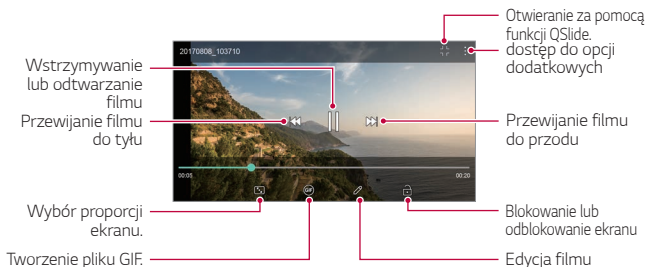 Otwieranie za pomocą
funkcji QSlide.
dostęp do opcji
dodatkowych
20170808_103710
Wstrzymywanie
lub odtwarzanie
filmu
Przewijanie filmu
do tyłu
Przewijanie filmu
do przodu
00:05
00:20
GIF
Wybór proporcji
ekranu.
Blokowanie lub
odblokowanie ekranu
Tworzenie pliku GIF.
Edycja filmu